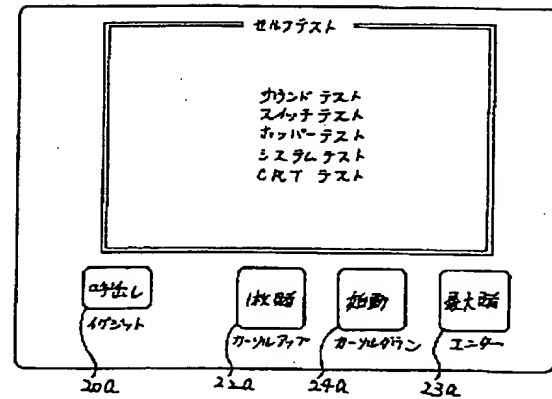 セルフテスト
サウンド テスト
スイッチ テスト
ホッパー テスト
システム テスト
CRT テスト
呼出し 1枚賭 始動 最大賭
イグジット カーソルアップ カーソルダウン エンター
20a 22a 24a 23a